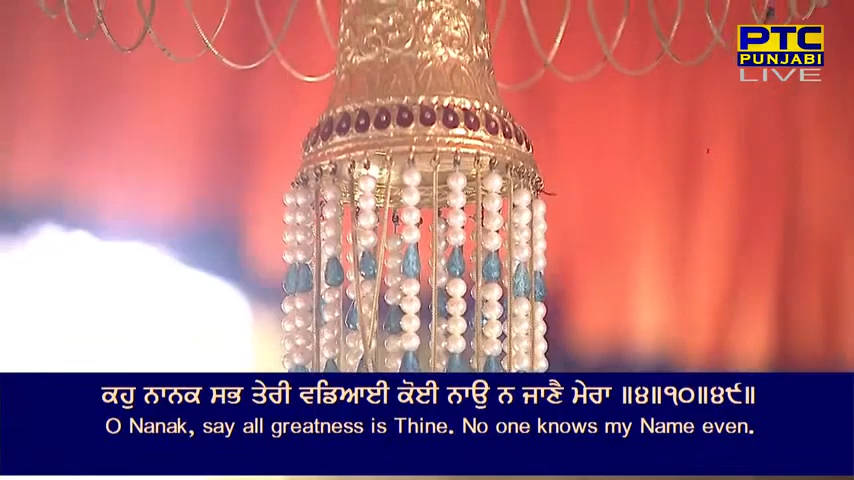 PTC
PUNJABI
LIVE
ਕਹੁ ਨਾਨਕ ਸਭ ਤੇਰੀ ਵਡਿਆਈ ਕੋਈ ਨਾਉ ਨ ਜਾਣੈ ਮੇਰਾ ॥੪॥੧੦॥੪੯॥
O Nanak, say all greatness is Thine. No one knows my Name even.